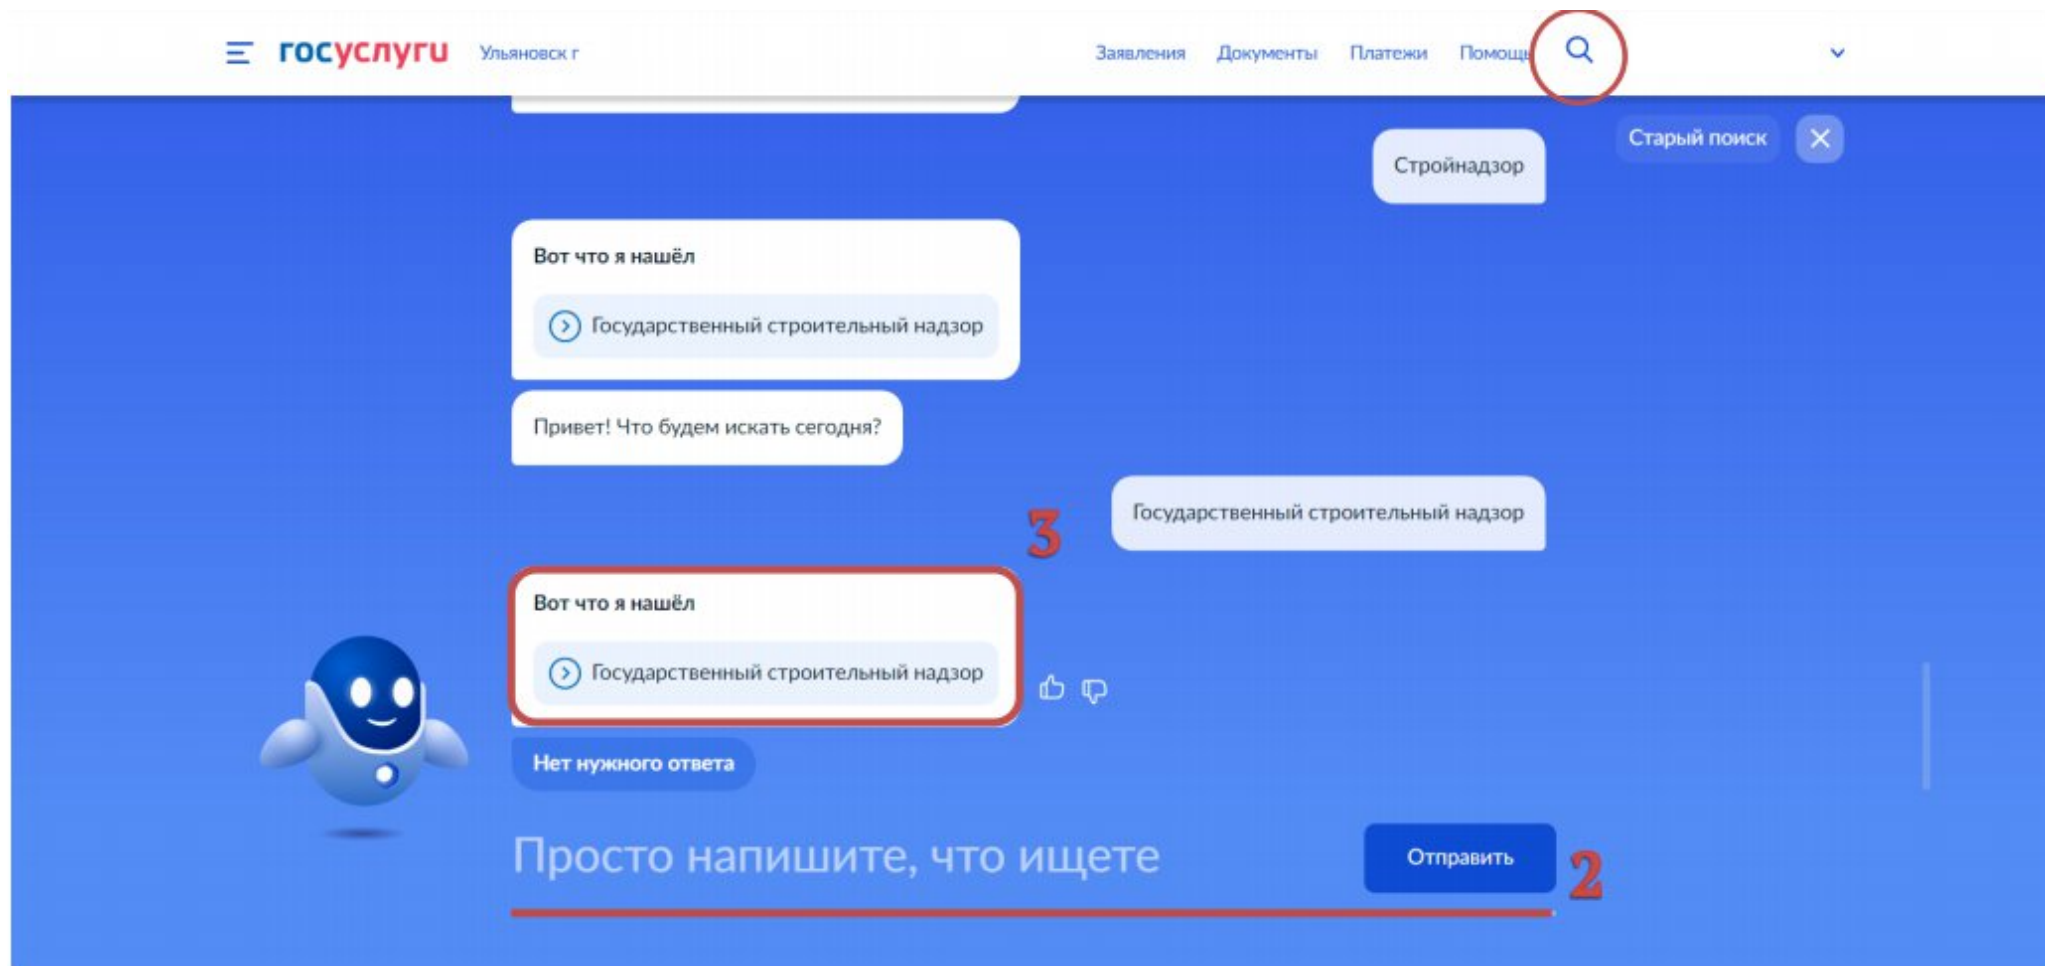 госуслуги Ульяновск г Заявления Документы Платежи Помощь
Старый поиск
Стройнадзор
Вот что я нашёл
Государственный строительный надзор
Привет! Что будем искать сегодня?
Государственный строительный надзор
3
Вот что я нашёл
Государственный строительный надзор
Нет нужного ответа
Просто напишите, что ищете
Отправить
2